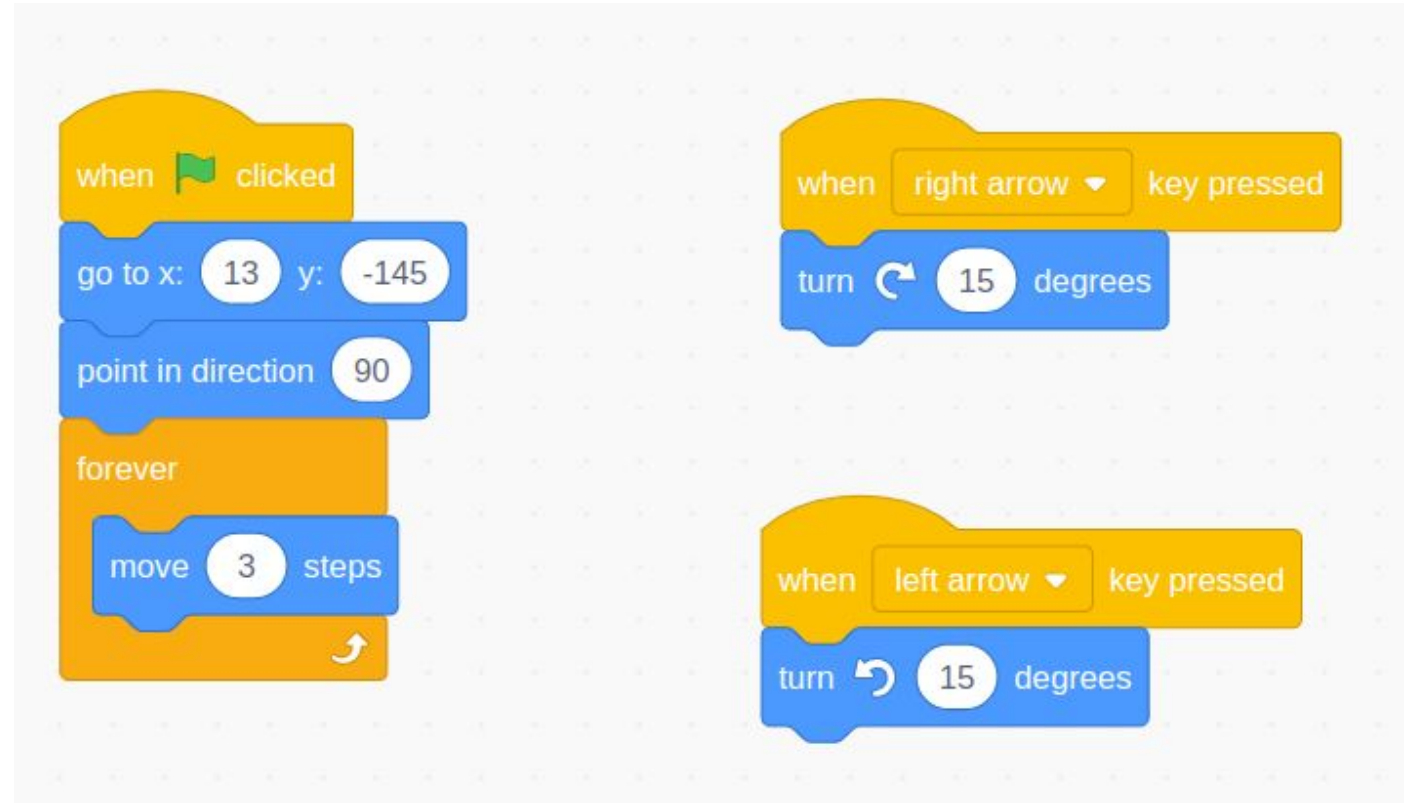 when clicked
go to x: 13 y: -145
point in direction 90
forever
move 3 steps
when right arrow key pressed
turn 15 degrees
when left arrow key pressed
turn 15 degrees